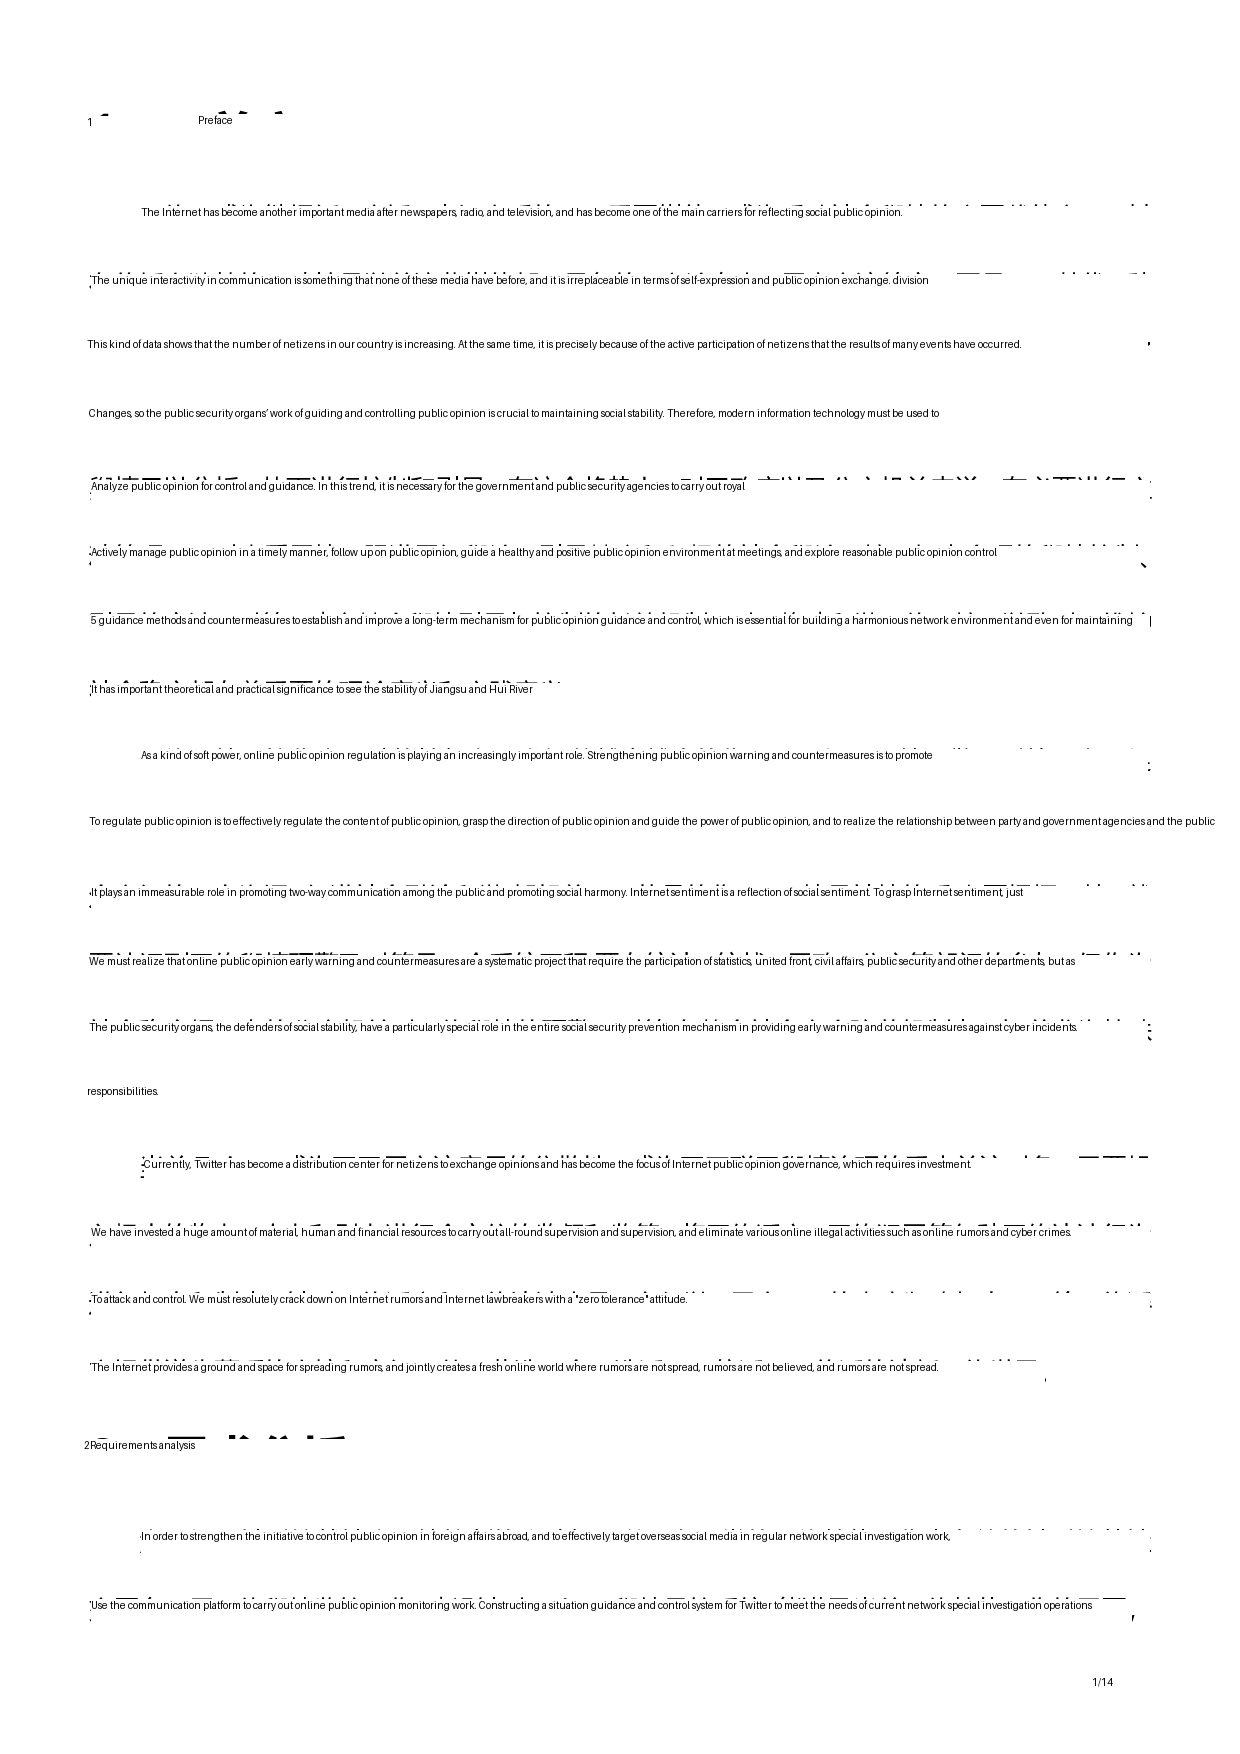 1 Preface
The Internet has become another important media after newspapers, radio, and television, and has become one of the main carriers for reflecting social public opinion.
The unique interactivity in communication is something that none of these media have before, and it is irreplaceable in terms of self-expression and public opinion exchange. division
This kind of data shows that the number of netizens in our country is increasing. At the same time, it is precisely because of the active participation of netizens that the results of many events have occurred.
Changes, so the public security organs' work of guiding and controlling public opinion is crucial to maintaining social stability. Therefore, modern information technology must be used to
Analyze public opinion for control and guidance. In this trend, it is necessary for the government and public security agencies to carry out royal
Actively manage public opinion in a timely manner, follow up on public opinion, guide a healthy and positive public opinion environment at meetings, and explore reasonable public opinion control
5 guidance methods and countermeasures to establish and improve a long-term mechanism for public opinion guidance and control, which is essential for building a harmonious network environment and even for maintaining
It has important theoretical and practical significance to see the stability of Jiangsu and Hui River
As a kind of soft power, online public opinion regulation is playing an increasingly important role. Strengthening public opinion warning and countermeasures is to promote
To regulate public opinion is to effectively regulate the content of public opinion, grasp the direction of public opinion and guide the power of public opinion, and to realize the relationship between party and government agencies and the public
It plays an immeasurable role in promoting two-way communication among the public and promoting social harmony. Internet sentiment is a reflection of social sentiment. To grasp Internet sentiment, just
We must realize that online public opinion early warning and countermeasures are a systematic project that require the participation of statistics, united front, civil affairs, public security and other departments, but as
The public security organs, the defenders of social stability, have a particularly special role in the entire social security prevention mechanism in providing early warning and countermeasures against cyber incidents.
responsibilities.
Currently, Twitter has become a distribution center for netizens to exchange opinions and has become the focus of Internet public opinion governance, which requires investment.
We have invested a huge amount of material, human and financial resources to carry out all-round supervision and supervision, and eliminate various online illegal activities such as online rumors and cyber crimes.
To attack and control. We must resolutely crack down on Internet rumors and Internet lawbreakers with a "zero tolerance" attitude.
The Internet provides a ground and space for spreading rumors, and jointly creates a fresh online world where rumors are not spread, rumors are not believed, and rumors are not spread.
2Requirements analysis
In order to strengthen the initiative to control public opinion in foreign affairs abroad, and to effectively target overseas social media in regular network special investigation work,
Use the communication platform to carry out online public opinion monitoring work. Constructing a situation guidance and control system for Twitter to meet the needs of current network special investigation operations
1/14